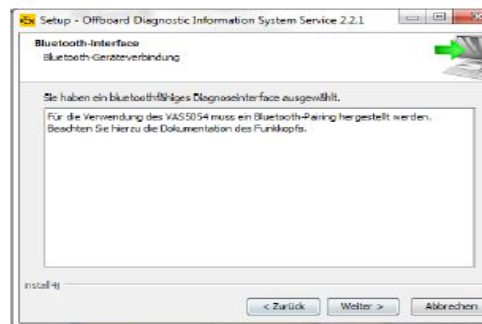 Setup - Offboard Diagnostic Information System Service 2.2.1
Bluetooth-Interface
Bluetooth-Geräteverbindung
Sie haben ein bluetoothfähiges Diagnoseinterface ausgewählt.
Für die Verwendung des VAS5054 muss ein Bluetooth-Pairing hergestellt werden.
Beachten Sie hierzu die Dokumentation des Funkkopfs.
install4j
< Zurück Weiter > Abbrechen